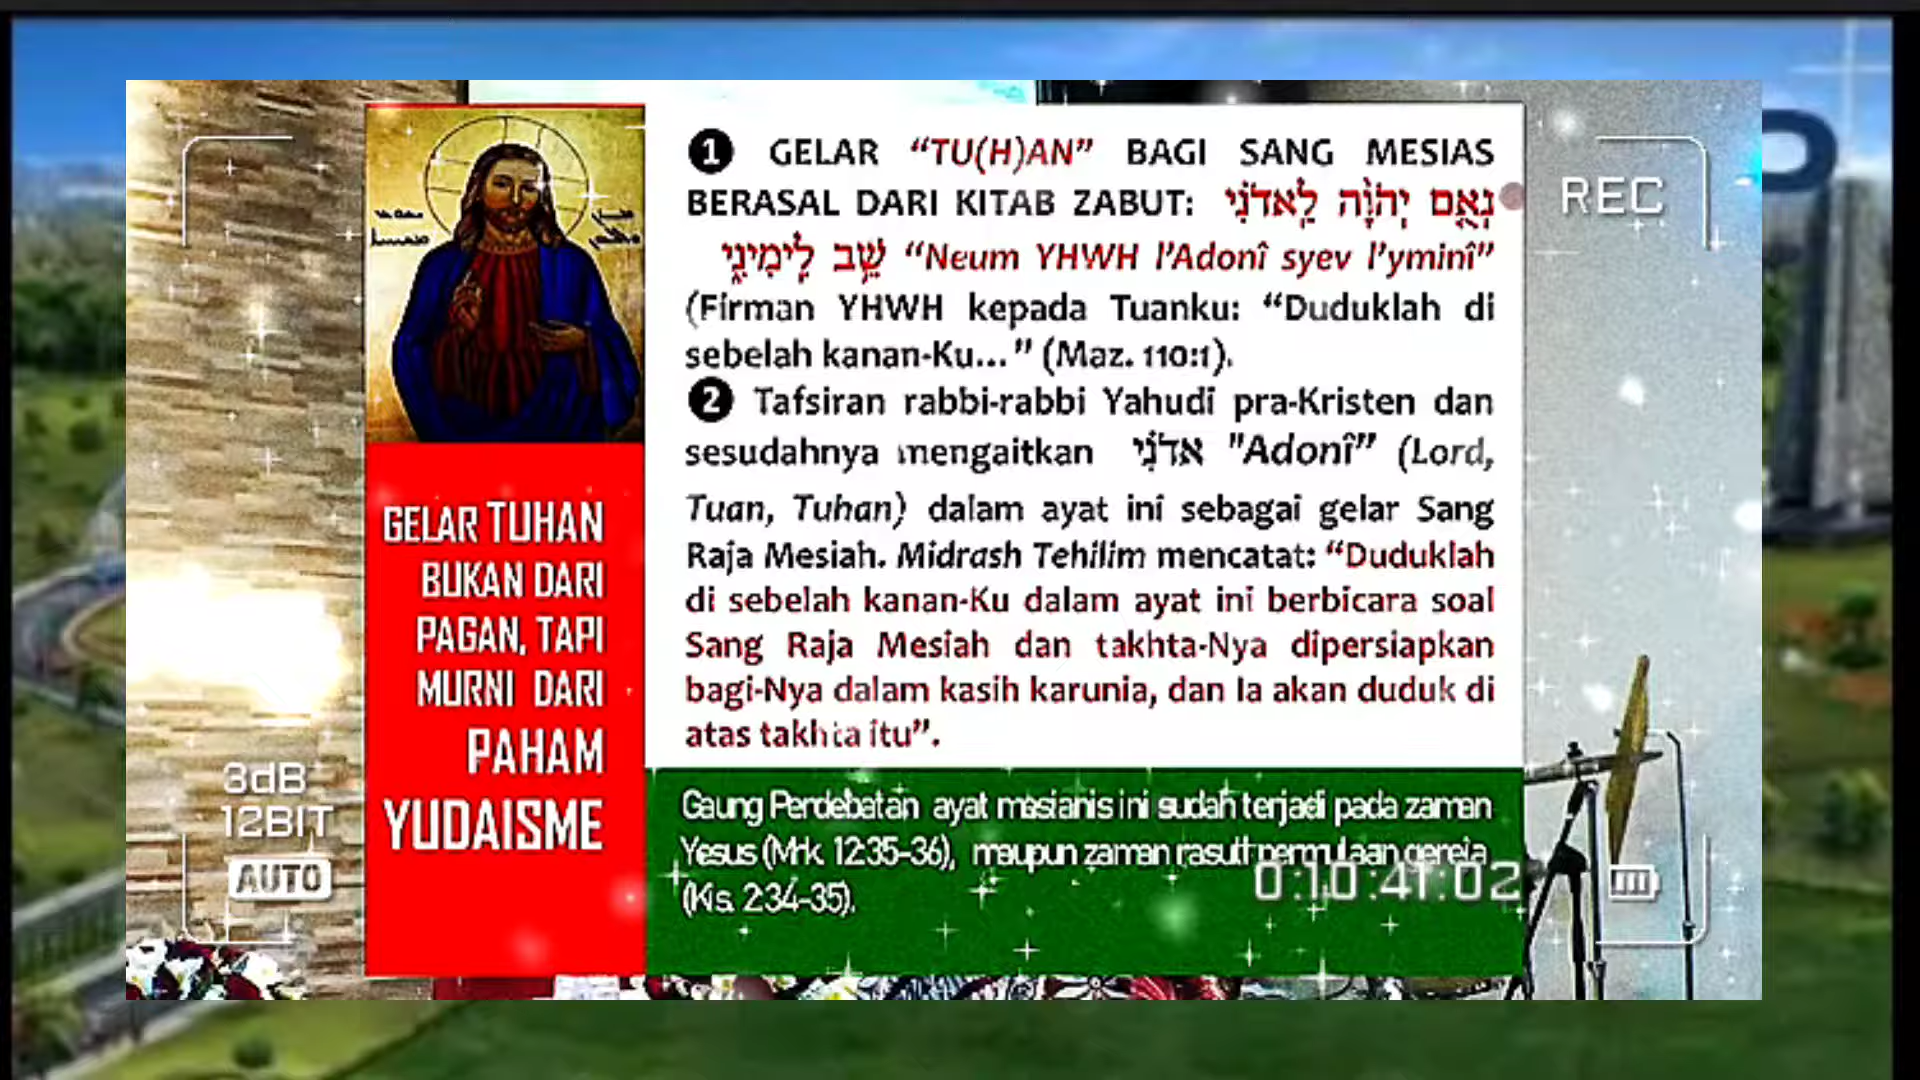 GELAR TUHAN
BUKAN DARI
PAGAN, TAPI
MURNI DARI
PAHAM
YUDAISME
❶ GELAR “TU(H)AN” BAGI SANG MESIAS
BERASAL DARI KITAB ZABUT: נְאֻ֤ם יְהוָ֨ה לַֽאדֹנִ֗י
שֵׁ֥ב לִֽימִינִ֑י “Neum YHWH l’Adonî syev l’yminî”
(Firman YHWH kepada Tuanku: “Duduklah di
sebelah kanan-Ku...” (Maz. 110:1).
❷ Tafsiran rabbi-rabbi Yahudi pra-Kristen dan
sesudahnya mengaitkan אדֹנִ֗י "Adonî” (Lord,
Tuan, Tuhan) dalam ayat ini sebagai gelar Sang
Raja Mesiah. Midrash Tehilim mencatat: “Duduklah
di sebelah kanan-Ku dalam ayat ini berbicara soal
Sang Raja Mesiah dan takhta-Nya dipersiapkan
bagi-Nya dalam kasih karunia, dan Ia akan duduk di
atas takhta itu”.
Gaung Perdebatan ayat mesianis ini sudah terjadi pada zaman
Yesus (Mrk. 12:35-36), maupun zaman rasuli permulaan gereja
(Kis. 2:34-35).
REC
3dB
12BIT
AUTO
0:10:41:02